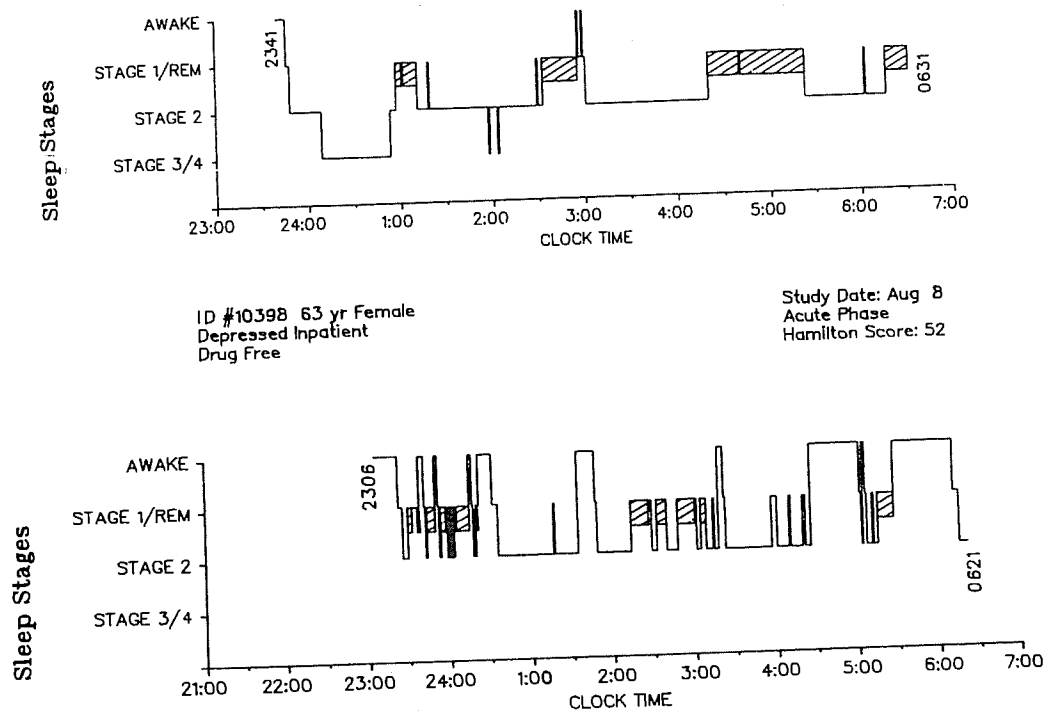 AWAKE
STAGE 1/REM
STAGE 2
STAGE 3/4
Sleep Stages
2341
0631
23:00 24:00 1:00 2:00 3:00 4:00 5:00 6:00 7:00
CLOCK TIME
ID #10398 63 yr Female
Depressed Inpatient
Drug Free
Study Date: Aug 8
Acute Phase
Hamilton Score: 52
AWAKE
STAGE 1/REM
STAGE 2
STAGE 3/4
Sleep Stages
2306
0621
21:00 22:00 23:00 24:00 1:00 2:00 3:00 4:00 5:00 6:00 7:00
CLOCK TIME